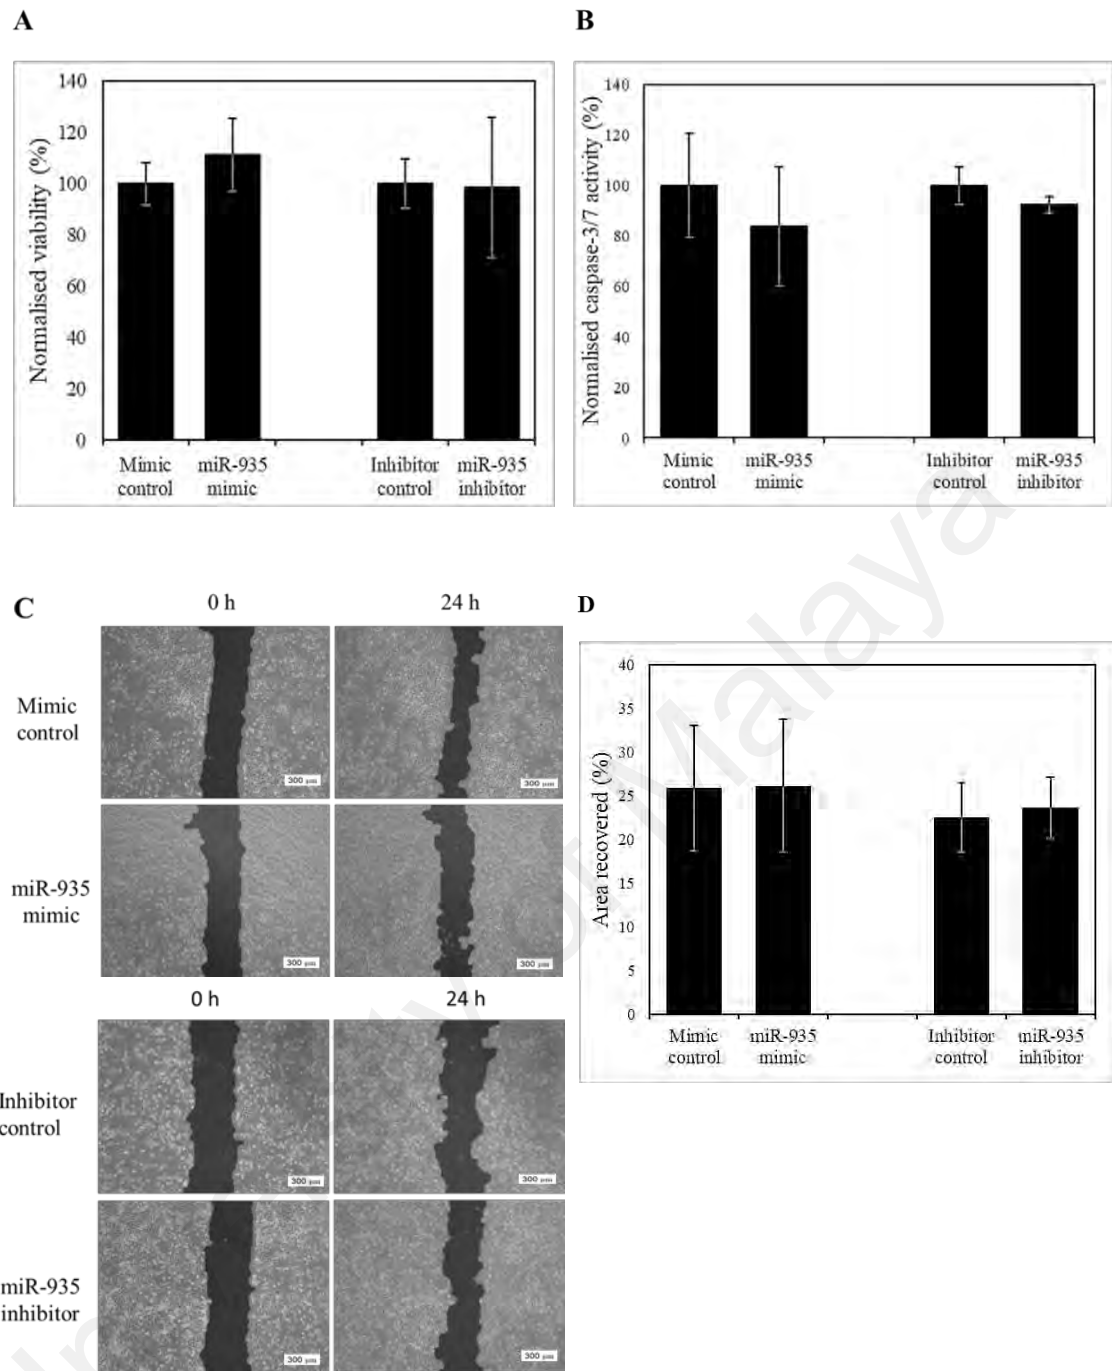 A
Normalised viability (%)
140
120
100
80
60
40
20
0
Mimic control
miR-935 mimic
Inhibitor control
miR-935 inhibitor
B
Normalised caspase-3/7 activity (%)
140
120
100
80
60
40
20
0
Mimic control
miR-935 mimic
Inhibitor control
miR-935 inhibitor
C
0 h
24 h
Mimic control
300 µm
300 µm
miR-935 mimic
300 µm
300 µm
0 h
24 h
Inhibitor control
300 µm
300 µm
miR-935 inhibitor
300 µm
300 µm
D
Area recovered (%)
40
35
30
25
20
15
10
5
0
Mimic control
miR-935 mimic
Inhibitor control
miR-935 inhibitor
of Malaya